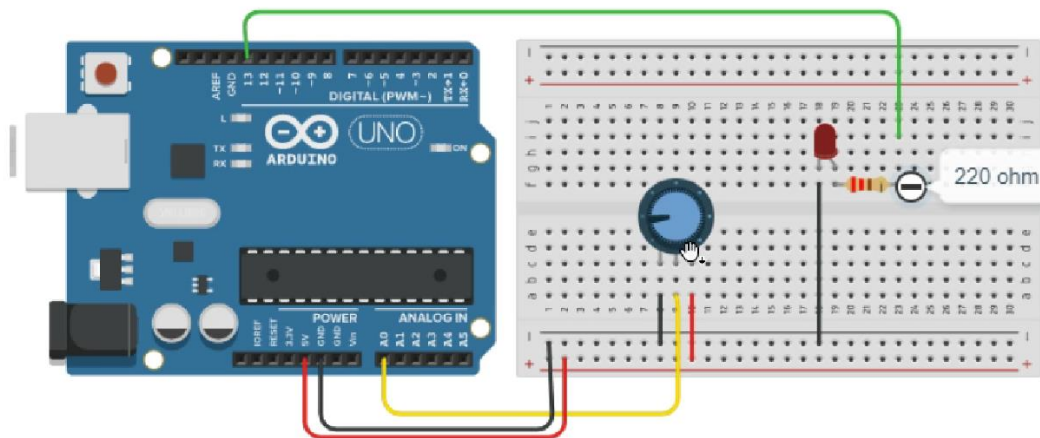 AREF
GND
13
12
~11
~10
~9
8
7
~6
~5
4
~3
2
TX→1
RX←0
DIGITAL (PWM~)
L
TX
RX
UNO
ON
ARDUINO
220 ohm
POWER
ANALOG IN
IOREF
RESET
3.3V
5V
GND
GND
Vin
A0
A1
A2
A3
A4
A5